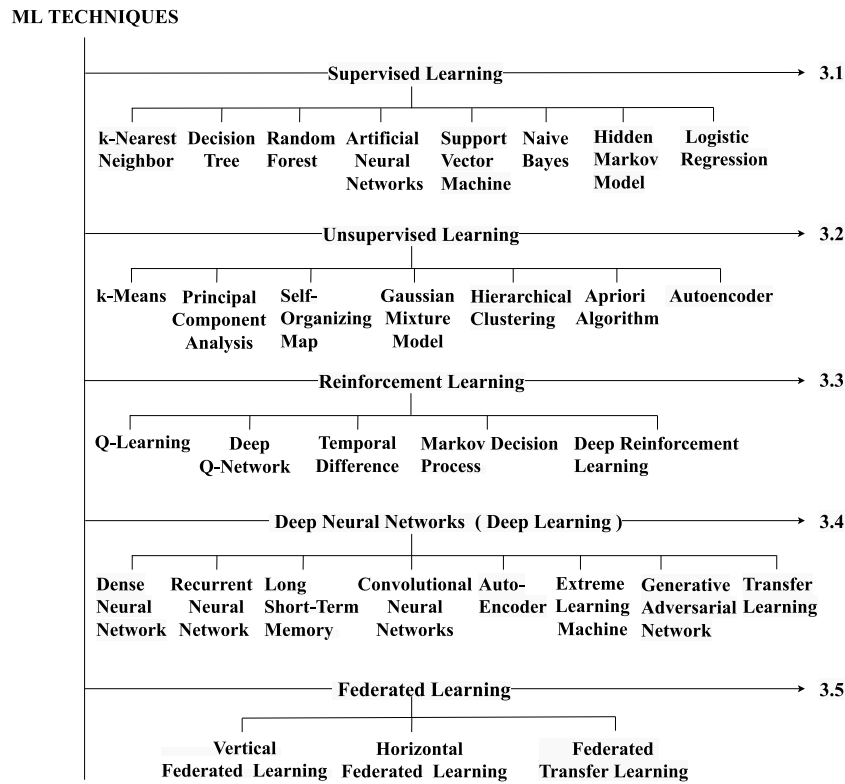 ML TECHNIQUES
Supervised Learning 3.1
k-Nearest Decision Random Artificial Support Naive Hidden Logistic
Neighbor Tree Forest Neural Vector Bayes Markov Regression
Networks Machine Model
Unsupervised Learning 3.2
k-Means Principal Self- Gaussian Hierarchical Apriori Autoencoder
Component Organizing Mixture Clustering Algorithm
Analysis Map Model
Reinforcement Learning 3.3
Q-Learning Deep Temporal Markov Decision Deep Reinforcement
Q-Network Difference Process Learning
Deep Neural Networks ( Deep Learning ) 3.4
Dense Recurrent Long Convolutional Auto- Extreme Generative Transfer
Neural Neural Short-Term Neural Encoder Learning Adversarial Learning
Network Network Memory Networks Machine Network
Federated Learning 3.5
Vertical Horizontal Federated
Federated Learning Federated Learning Transfer Learning